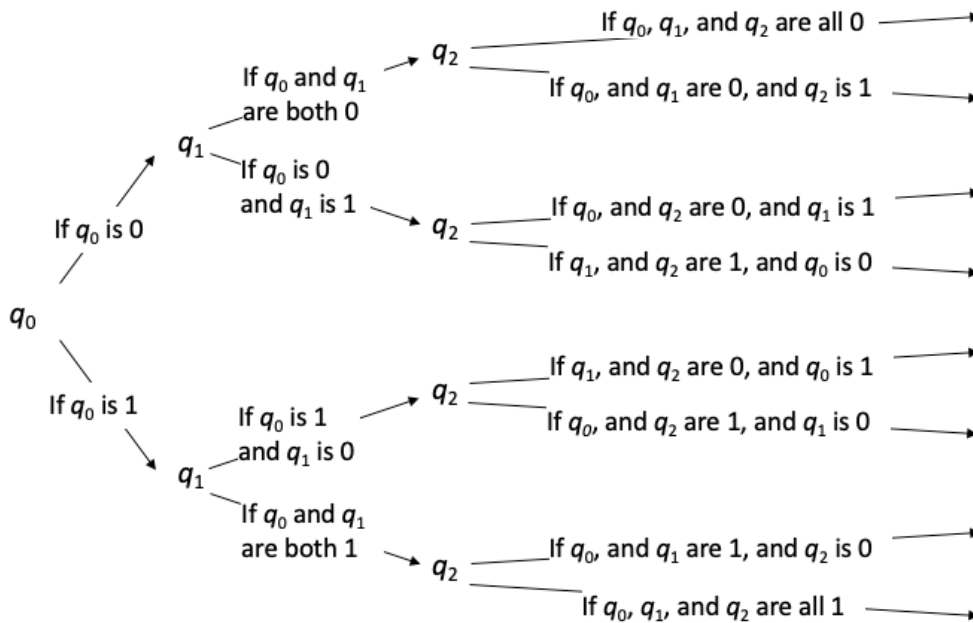 If q₀, q₁, and q₂ are all 0
q₂
If q₀ and q₁
are both 0
If q₀, and q₁ are 0, and q₂ is 1
q₁
If q₀ is 0
and q₁ is 1
If q₀, and q₂ are 0, and q₁ is 1
q₂
If q₀ is 0
If q₁, and q₂ are 1, and q₀ is 0
q₀
If q₁, and q₂ are 0, and q₀ is 1
q₂
If q₀ is 1
If q₀ is 1
and q₁ is 0
If q₀, and q₂ are 1, and q₁ is 0
q₁
If q₀ and q₁
are both 1
If q₀, and q₁ are 1, and q₂ is 0
q₂
If q₀, q₁, and q₂ are all 1